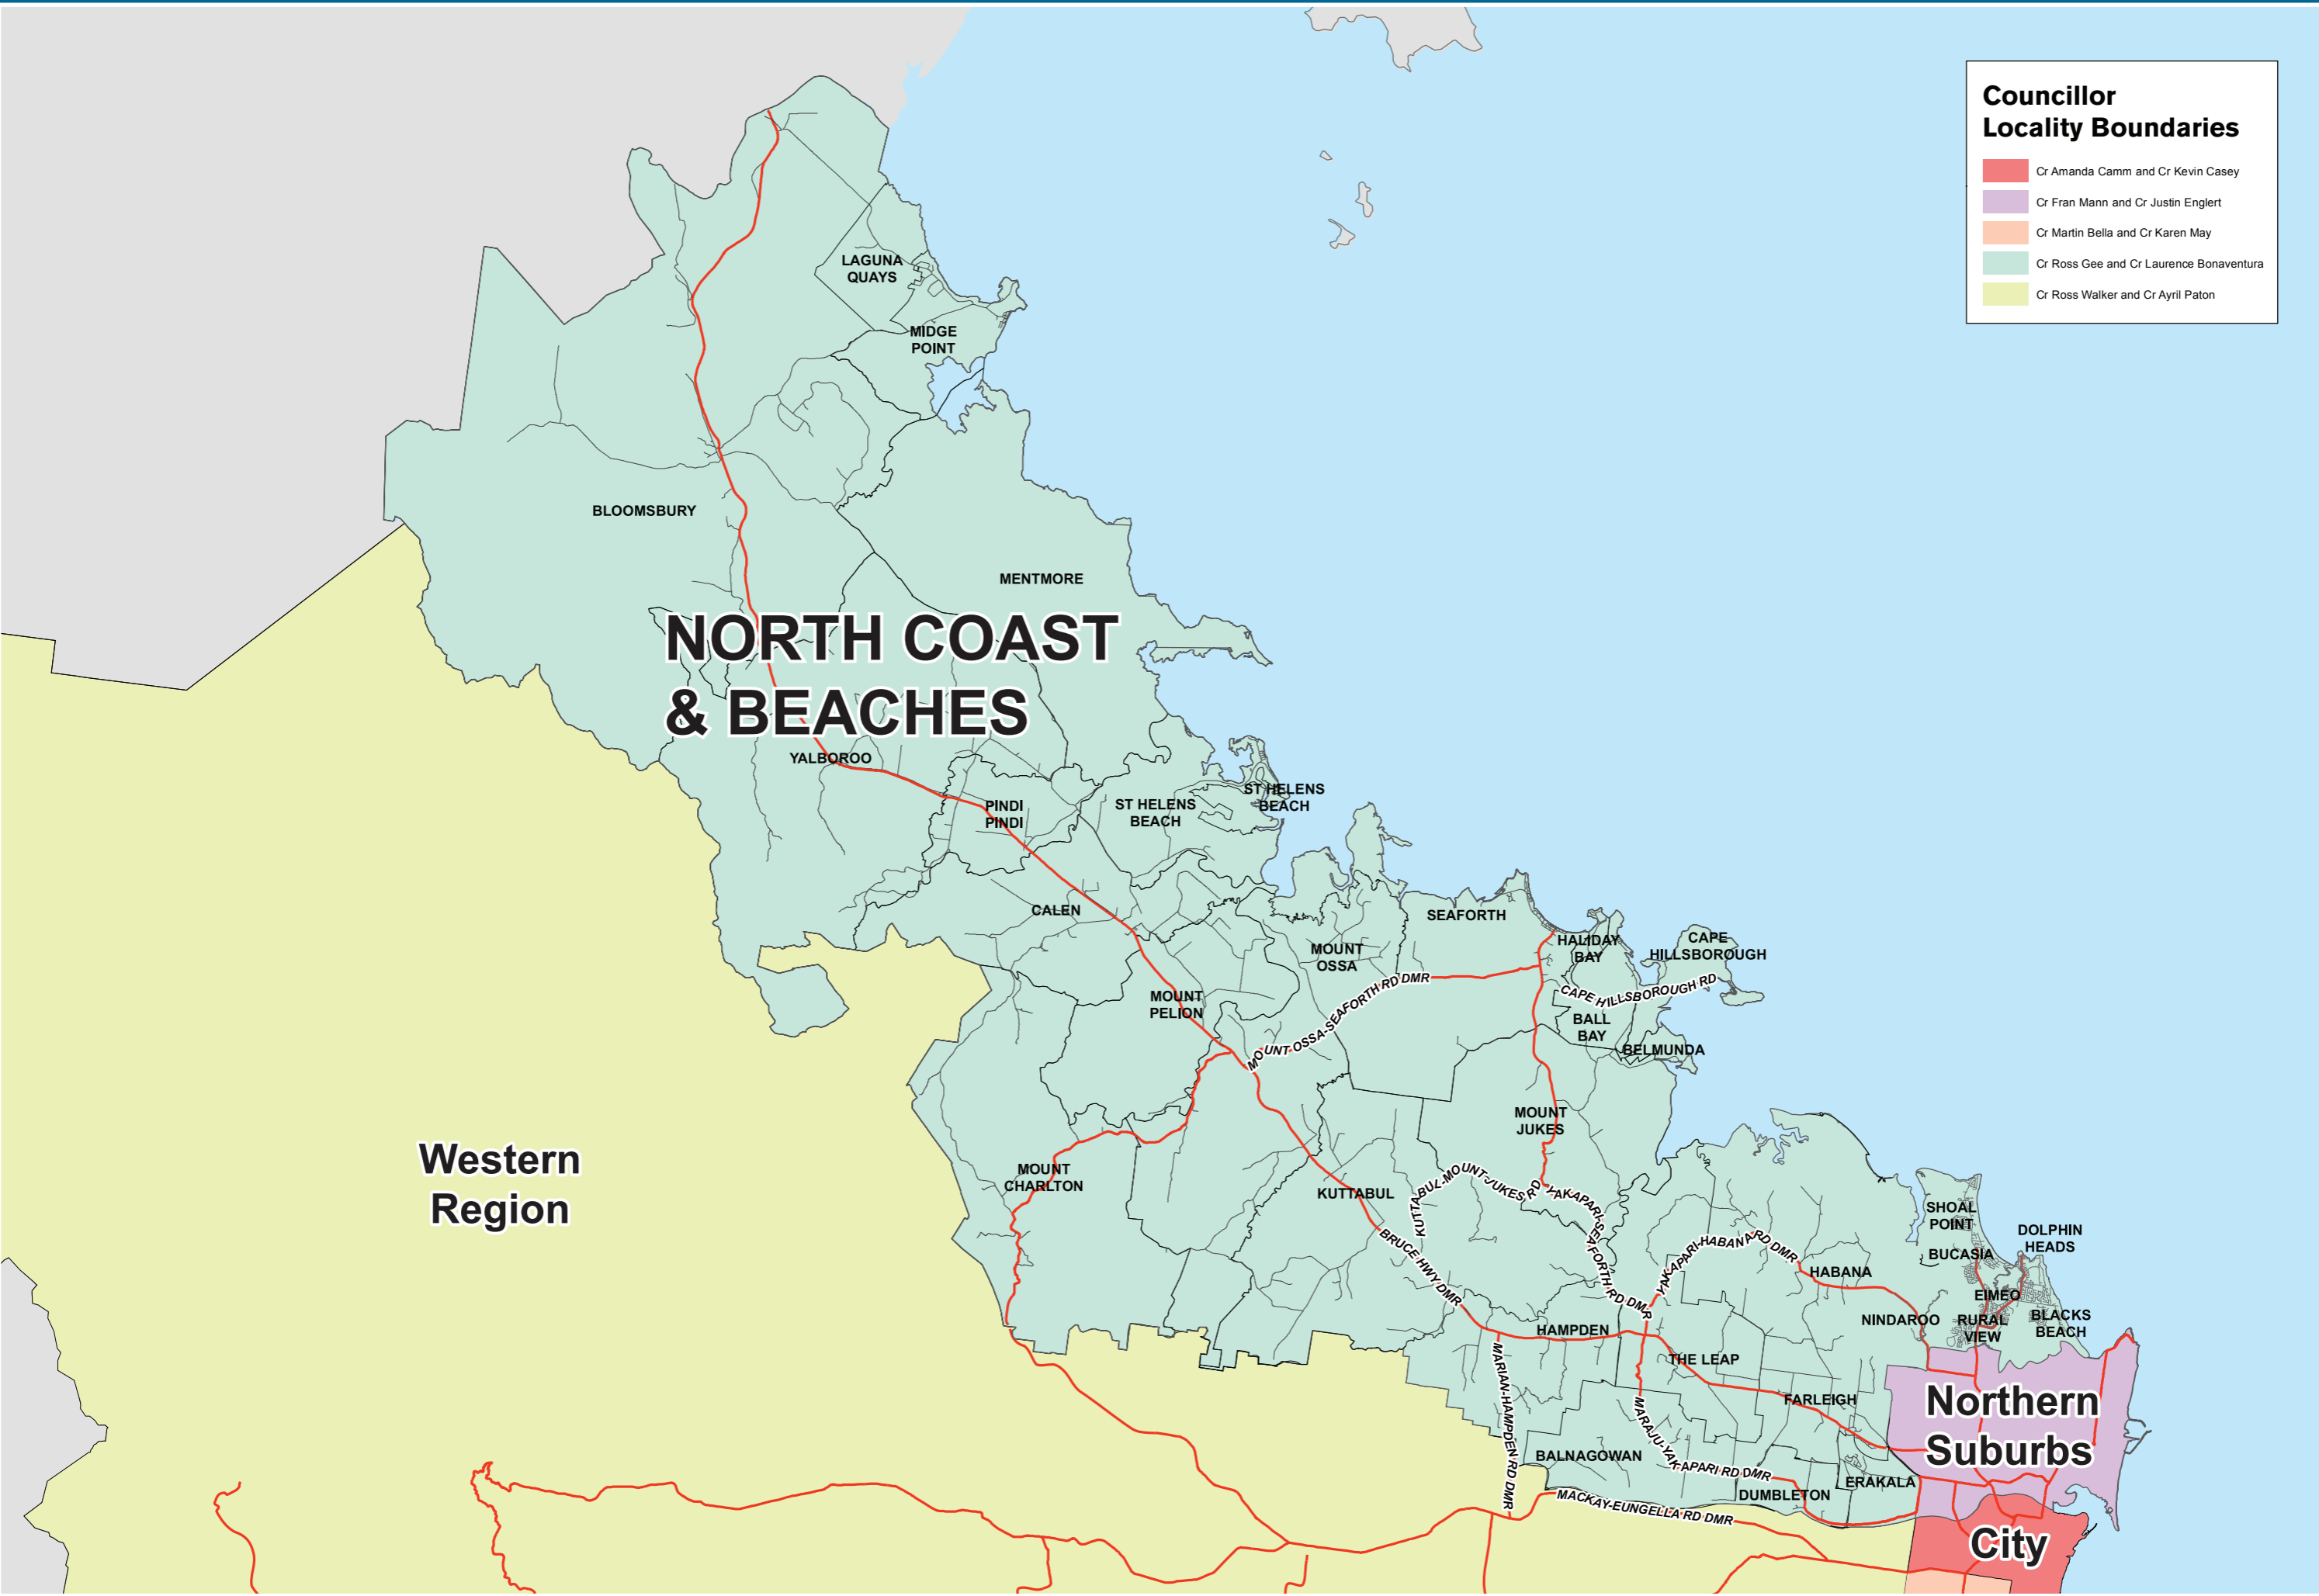 Councillor
Locality Boundaries
Cr Amanda Camm and Cr Kevin Casey
Cr Fran Mann and Cr Justin Englert
Cr Martin Bella and Cr Karen May
Cr Ross Gee and Cr Laurence Bonaventura
Cr Ross Walker and Cr Ayril Paton
LAGUNA
QUAYS
MIDGE
POINT
BLOOMSBURY
MENTMORE
NORTH COAST
& BEACHES
YALBOROO
PINDI
PINDI
ST HELENS
BEACH
ST HELENS
BEACH
CALEN
SEAFORTH
MOUNT
OSSA
HALIDAY
BAY
CAPE
HILLSBOROUGH
MOUNT OSSA-SEAFORTH RD DMR
CAPE HILLSBOROUGH RD
MOUNT
PELION
BALL
BAY
BELMUNDA
MOUNT
JUKES
Western
Region
MOUNT
CHARLTON
KUTTABUL
KUTTABUL-MOUNT JUKES RD
YAKAPARI-SEAFORTH RD DMR
BRUCE HWY DMR
YAKAPARI-HABANA RD DMR
SHOAL
POINT
DOLPHIN
HEADS
BUCASIA
HABANA
EIMEO
NINDAROO
RURAL
VIEW
BLACKS
BEACH
HAMPDEN
THE LEAP
MARIAN-HAMPDEN RD DMR
FARLEIGH
Northern
Suburbs
MARAJU-YAKAPARI RD DMR
BALNAGOWAN
DUMBLETON
ERAKALA
MACKAY-EUNGELLA RD DMR
City